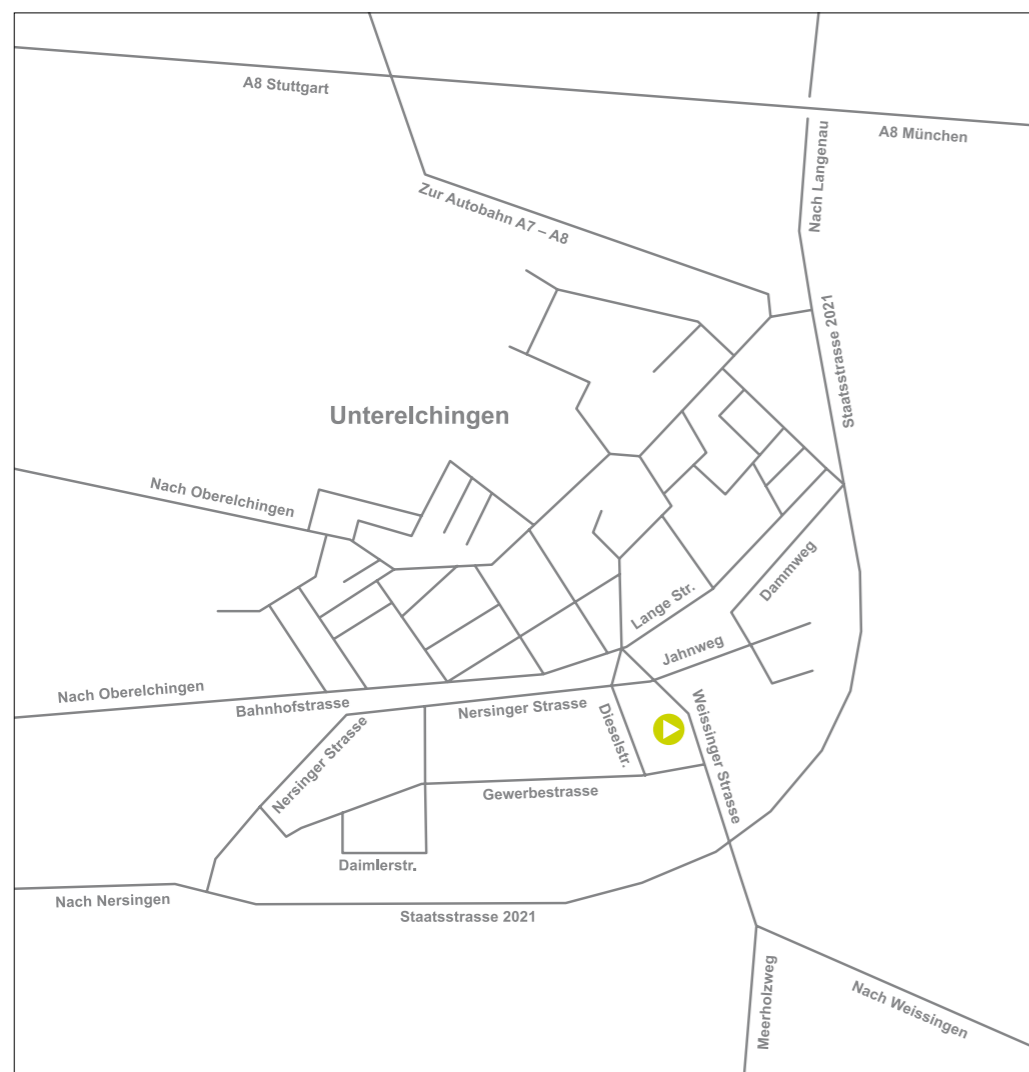 A8 Stuttgart
A8 München
Nach Langenau
Zur Autobahn A7 – A8
Staatsstrasse 2021
Unterelchingen
Nach Oberelchingen
Dammweg
Lange Str.
Jahnweg
Nach Oberelchingen
Bahnhofstrasse
Nersinger Strasse
Dieselstr.
Weissinger Strasse
Nersinger Strasse
Gewerbestrasse
Daimlerstr.
Nach Nersingen
Staatsstrasse 2021
Meerholzweg
Nach Weissingen